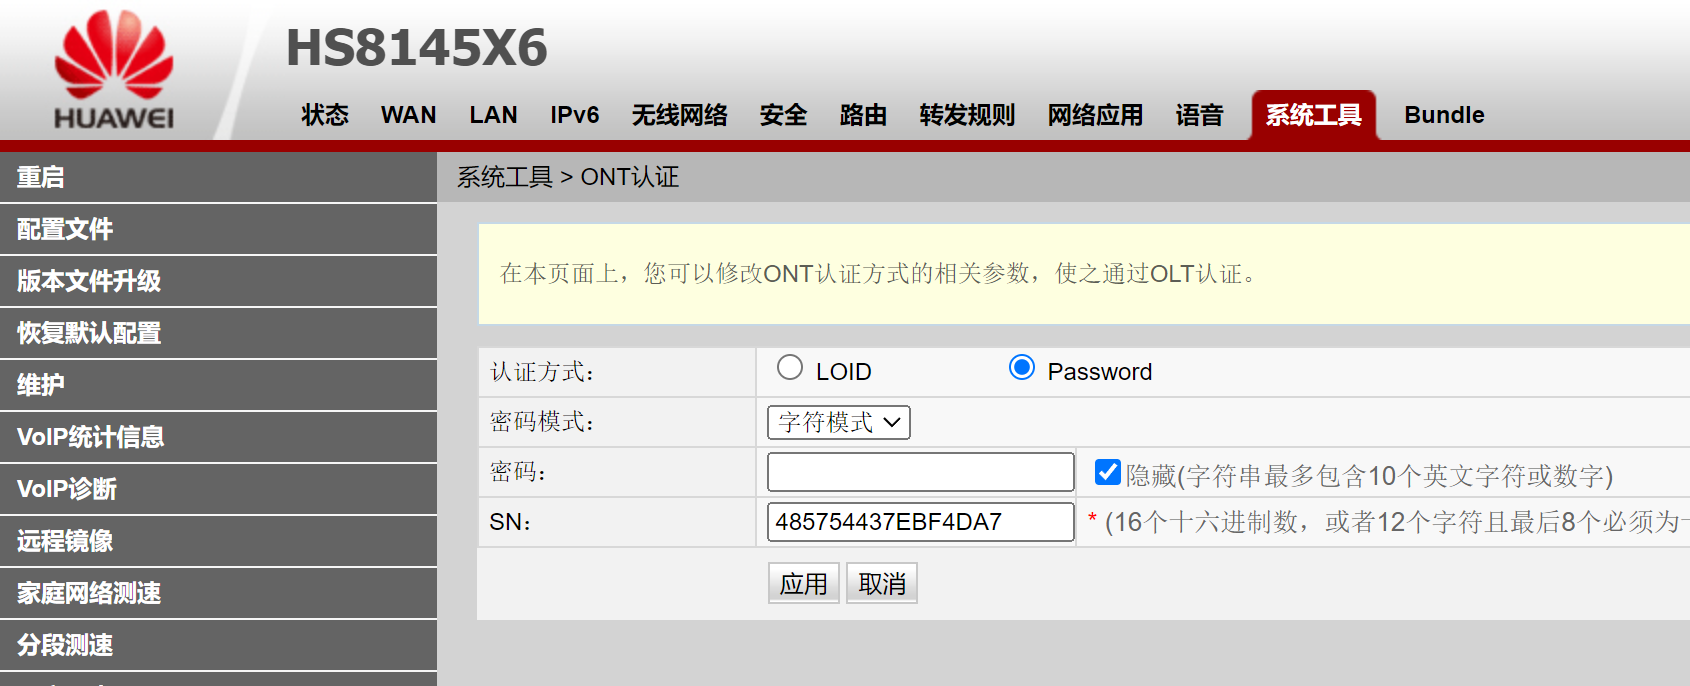 HUAWEI
HS8145X6
状态 WAN LAN IPv6 无线网络 安全 路由 转发规则 网络应用 语音 系统工具 Bundle
重启
配置文件
版本文件升级
恢复默认配置
维护
VoIP统计信息
VoIP诊断
远程镜像
家庭网络测速
分段测速
系统工具 > ONT认证
在本页面上，您可以修改ONT认证方式的相关参数，使之通过OLT认证。
认证方式： LOID Password
密码模式： 字符模式
密码： 隐藏(字符串最多包含10个英文字符或数字)
SN： 485754437EBF4DA7 * (16个十六进制数，或者12个字符且最后8个必须为
应用 取消